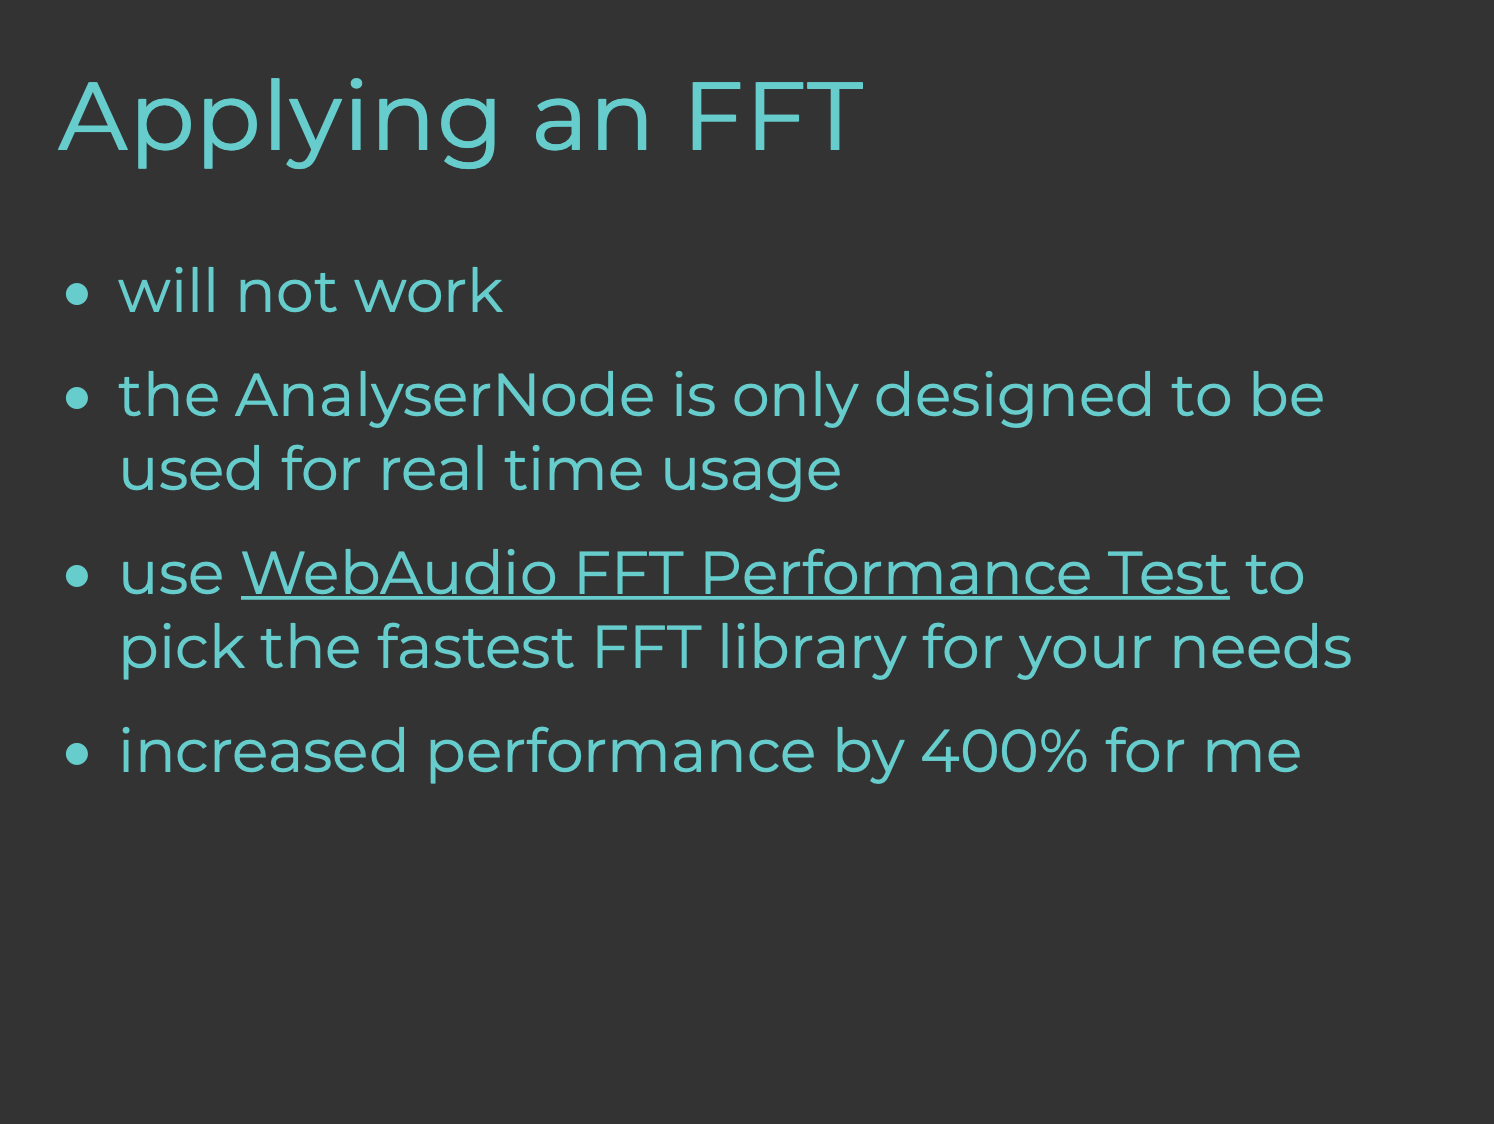 Applying an FFT
• will not work
• the AnalyserNode is only designed to be
used for real time usage
• use WebAudio FFT Performance Test to
pick the fastest FFT library for your needs
• increased performance by 400% for me